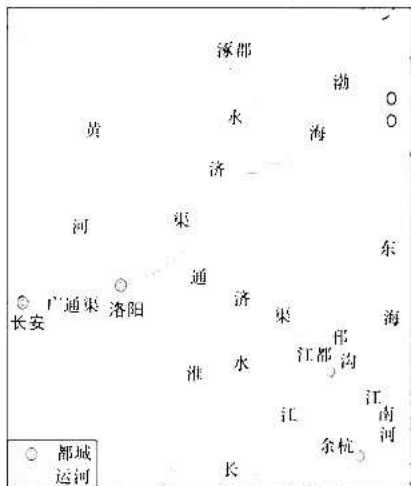 涿郡
渤海
黄河
永济渠
东海
通济渠
广通渠
洛阳
长安
邗沟
江都
淮水
江南河
长江
余杭
都城
运河